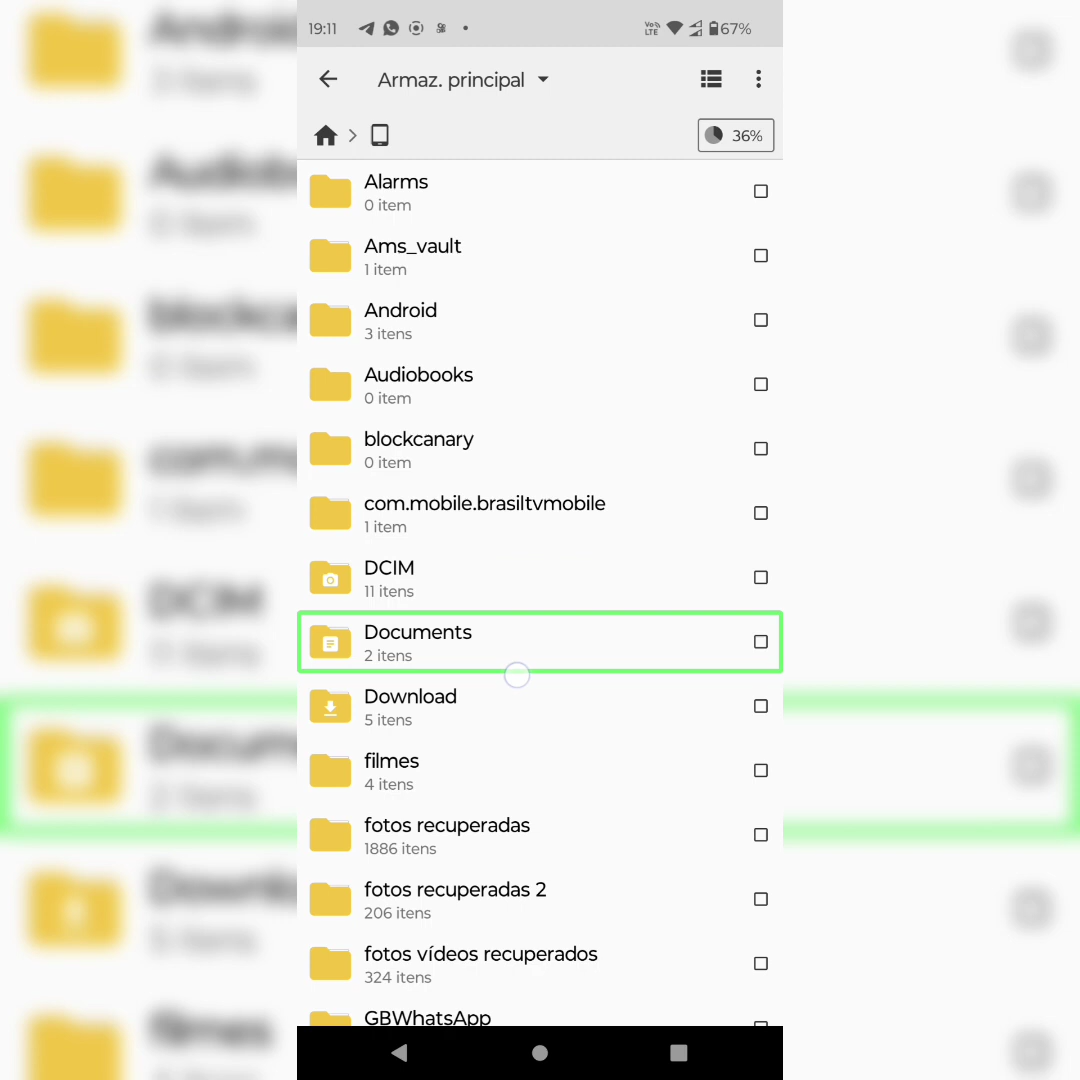 19:11
Vo)) LTE
67%
Armaz. principal
36%
Alarms
0 item
Ams_vault
1 item
Android
3 itens
Audiobooks
0 item
blockcanary
0 item
com.mobile.brasiltvmobile
1 item
DCIM
11 itens
Documents
2 itens
Download
5 itens
filmes
4 itens
fotos recuperadas
1886 itens
fotos recuperadas 2
206 itens
fotos vídeos recuperados
324 itens
GBWhatsApp